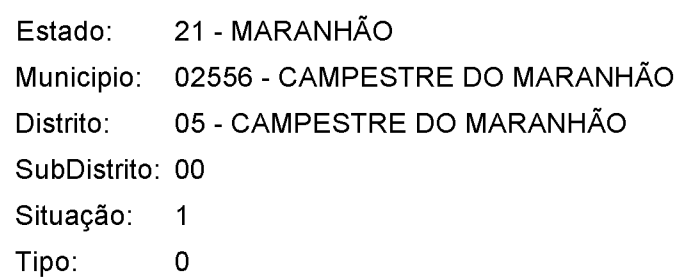 Estado: 21 - MARANHÃO
Municipio: 02556 - CAMPESTRE DO MARANHÃO
Distrito: 05 - CAMPESTRE DO MARANHÃO
SubDistrito: 00
Situação: 1
Tipo: 0